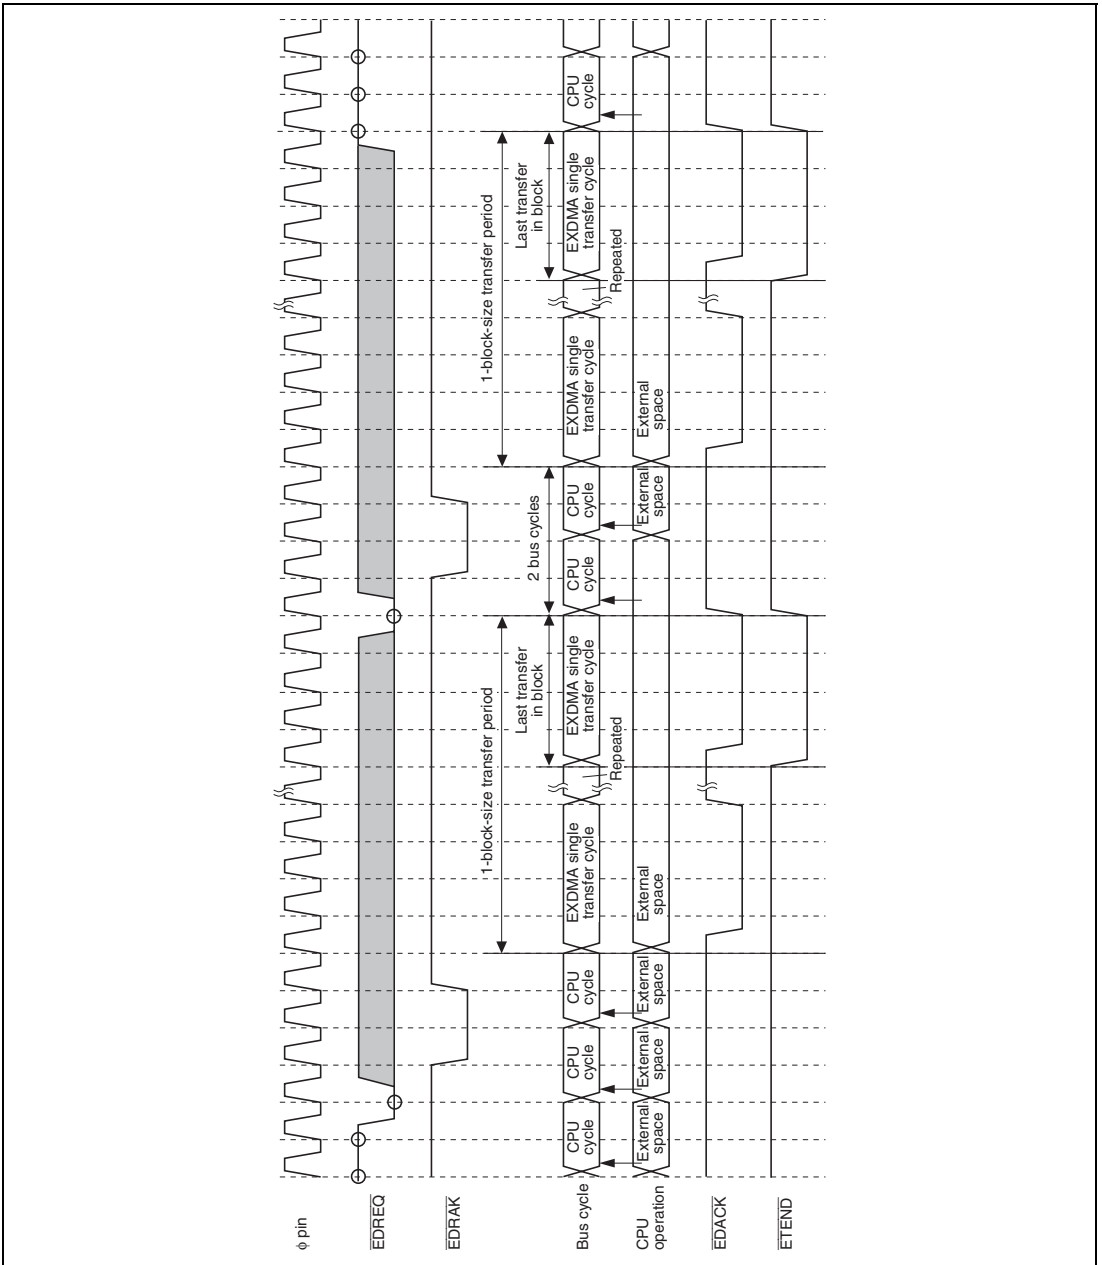 φ pin
EDREQ
EDRAK
1-block-size transfer period
1-block-size transfer period
Last transfer
in block
2 bus cycles
Last transfer
in block
Bus cycle
CPU
cycle
CPU
cycle
CPU
cycle
EXDMA single
transfer cycle
EXDMA single
transfer cycle
CPU
cycle
CPU
cycle
EXDMA single
transfer cycle
EXDMA single
transfer cycle
CPU
cycle
Repeated
Repeated
CPU
operation
External
space
External
space
External
space
External
space
External
space
External
space
EDACK
ETEND